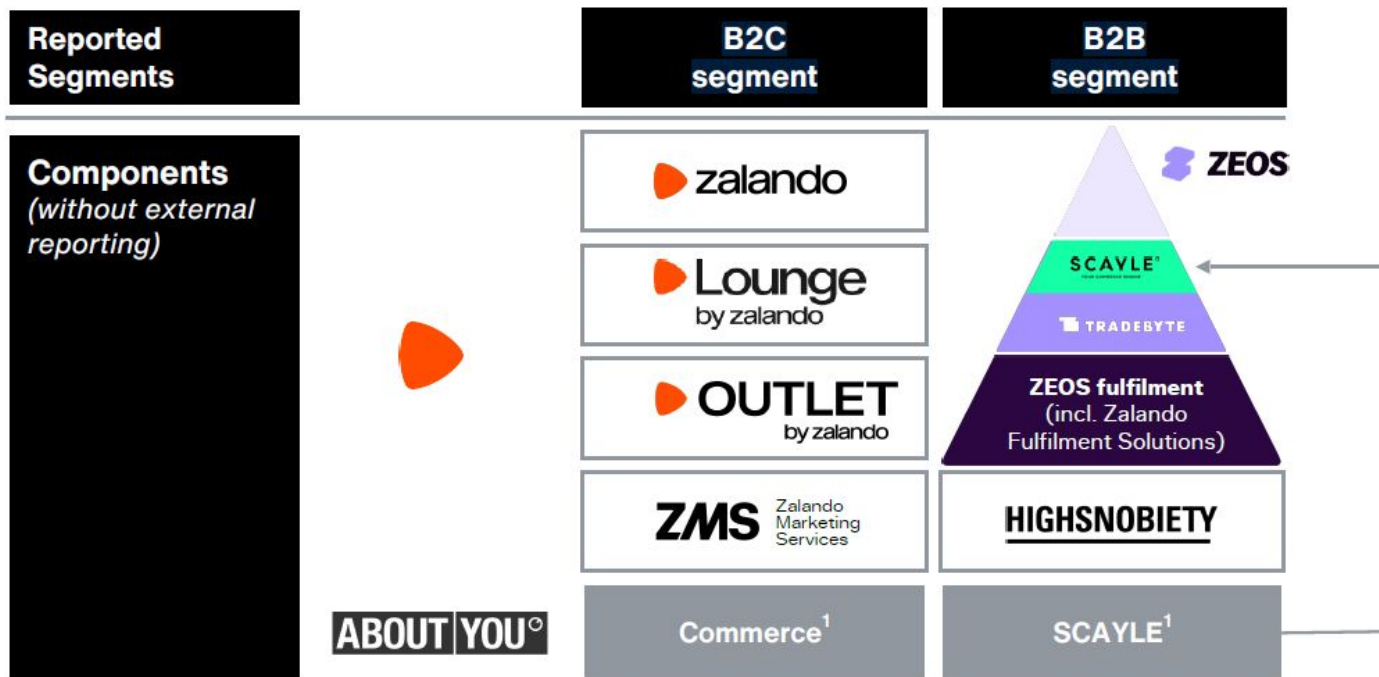 Reported
Segments
B2C
segment
B2B
segment
Components
(without external
reporting)
zalando
Lounge
by zalando
OUTLET
by zalando
ZMS
Zalando
Marketing
Services
ZEOS
SCAYLE
TRADEBYTE
ZEOS fulfilment
(incl. Zalando
Fulfilment Solutions)
HIGHSNOBIETY
ABOUT YOU
Commerce1
SCAYLE1